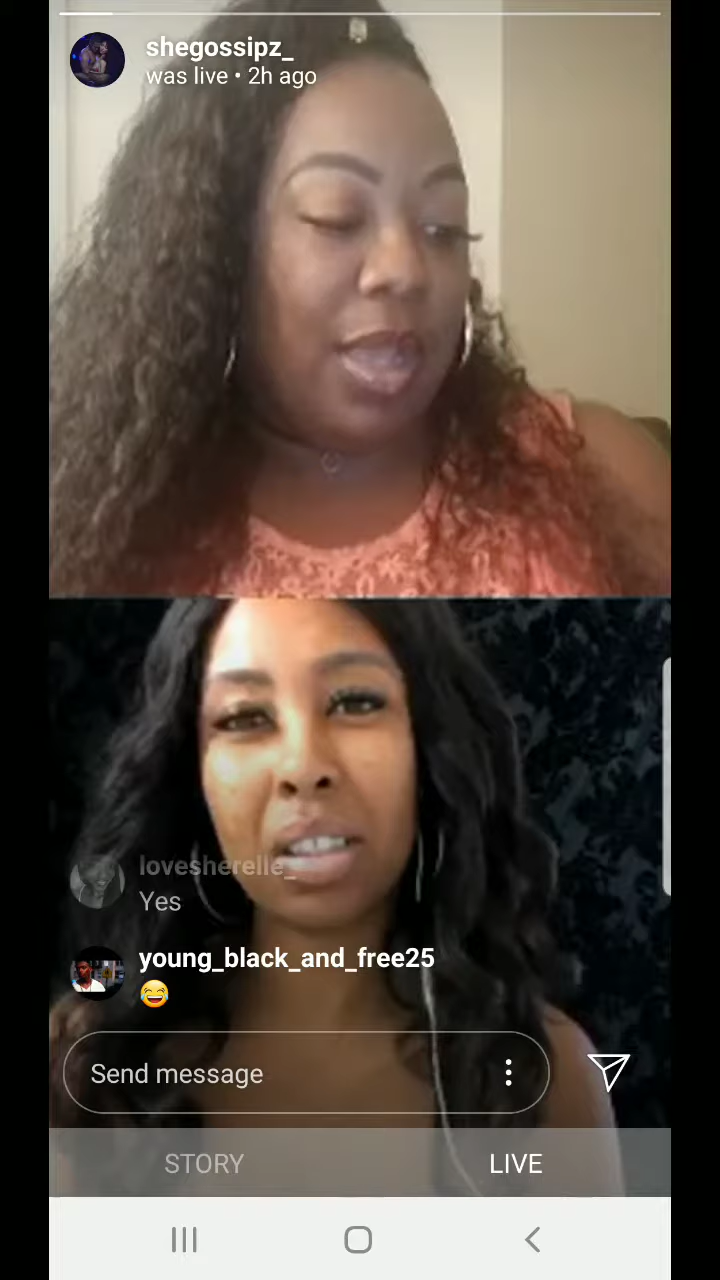 shegossipz_
was live • 2h ago
lovesherelle_
Yes
young_black_and_free25
😂
Send message
STORY
LIVE